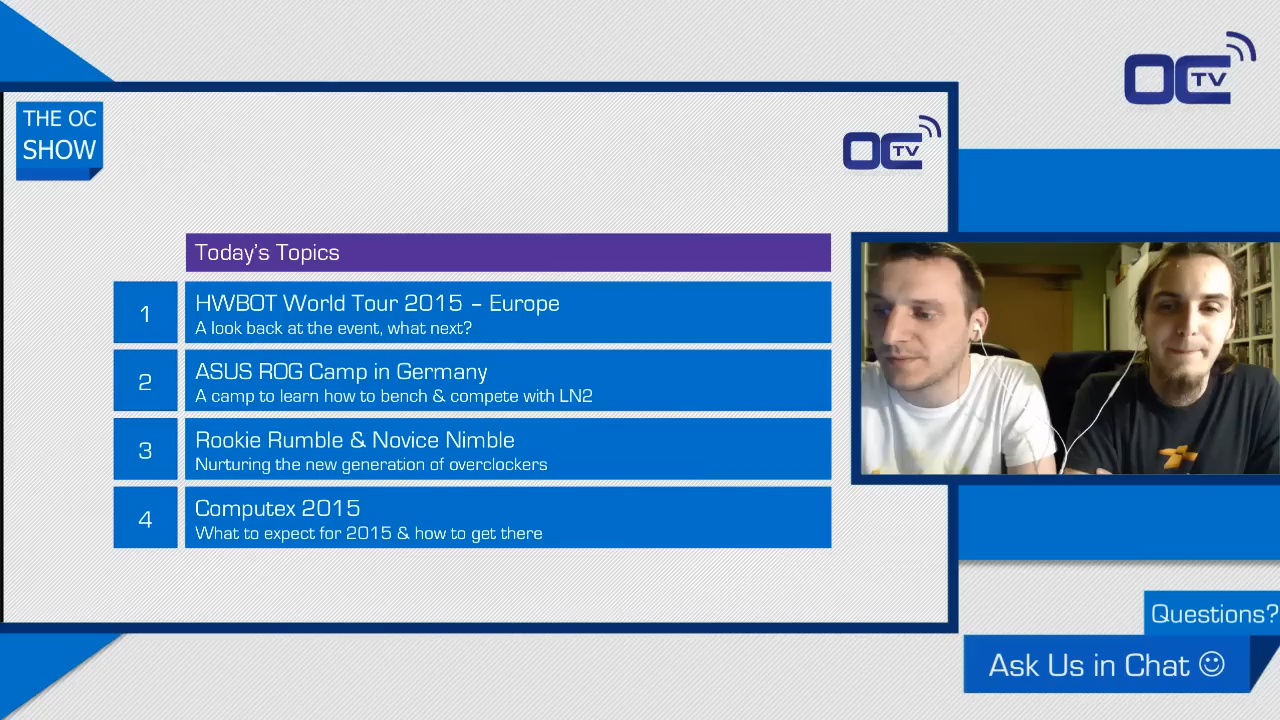 OC TV
THE OC
SHOW
OC TV
Today's Topics
1
HWBOT World Tour 2015 – Europe
A look back at the event, what next?
2
ASUS ROG Camp in Germany
A camp to learn how to bench & compete with LN2
3
Rookie Rumble & Novice Nimble
Nurturing the new generation of overclockers
4
Computex 2015
What to expect for 2015 & how to get there
Questions?
Ask Us in Chat ☺